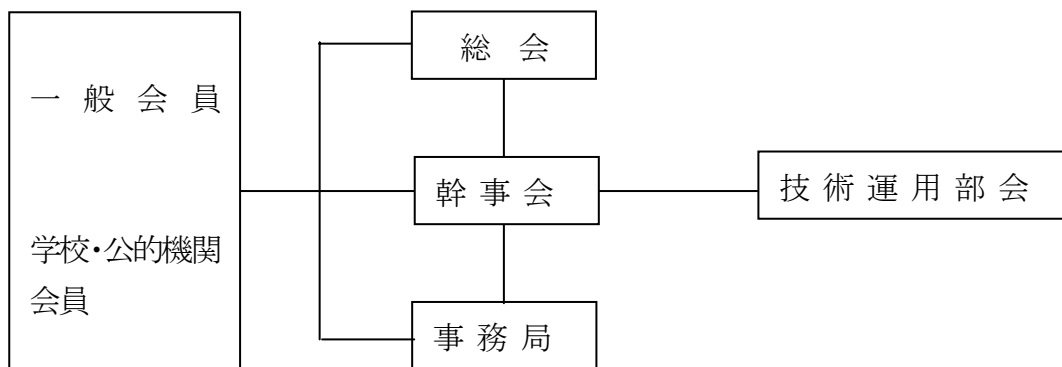 一般会員
学校・公的機関
会員
総会
幹事会
事務局
技術運用部会